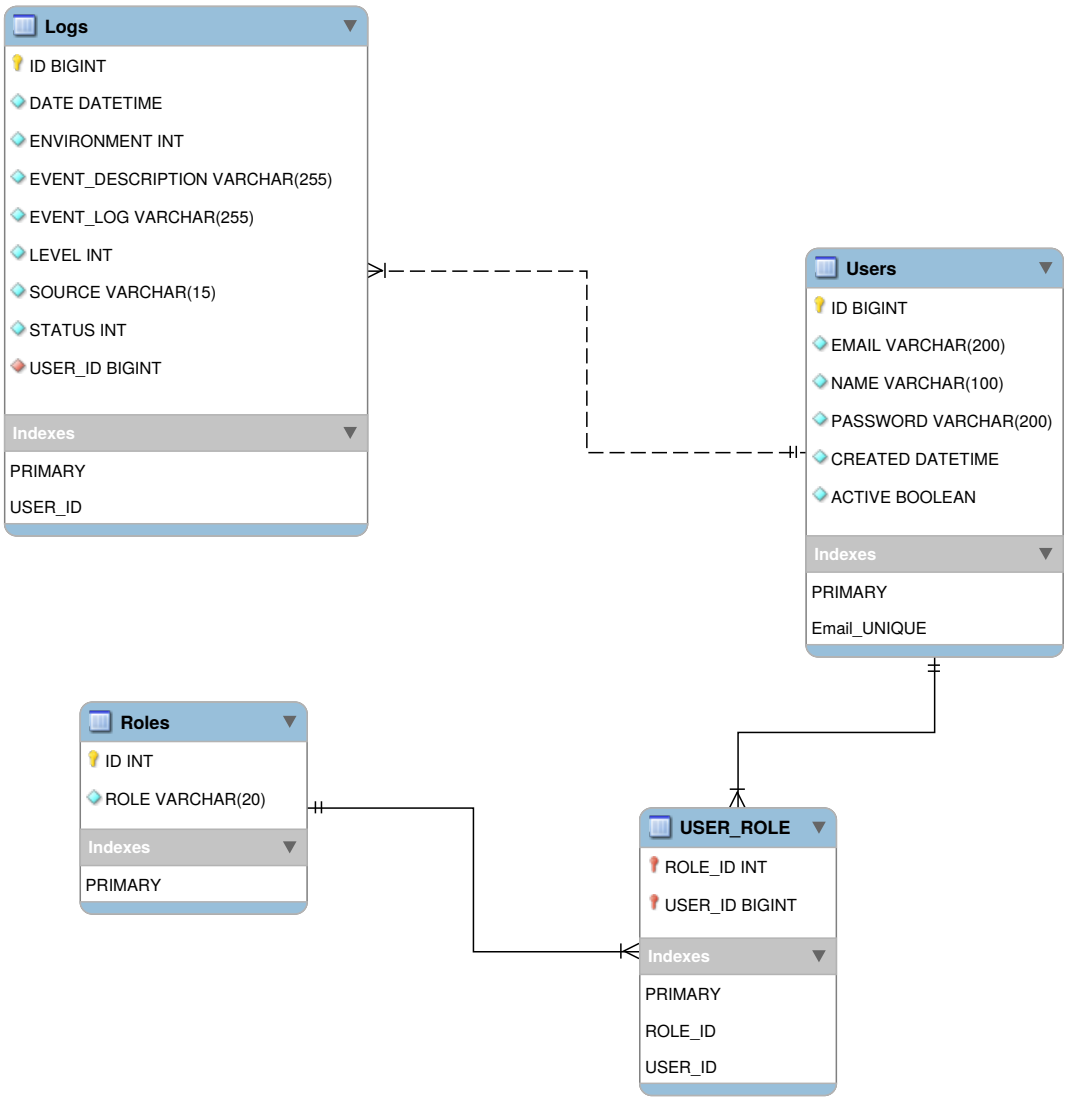 Logs
ID BIGINT
DATE DATETIME
ENVIRONMENT INT
EVENT_DESCRIPTION VARCHAR(255)
EVENT_LOG VARCHAR(255)
LEVEL INT
SOURCE VARCHAR(15)
STATUS INT
USER_ID BIGINT
Indexes
PRIMARY
USER_ID
Users
ID BIGINT
EMAIL VARCHAR(200)
NAME VARCHAR(100)
PASSWORD VARCHAR(200)
CREATED DATETIME
ACTIVE BOOLEAN
Indexes
PRIMARY
Email_UNIQUE
Roles
ID INT
ROLE VARCHAR(20)
Indexes
PRIMARY
USER_ROLE
ROLE_ID INT
USER_ID BIGINT
Indexes
PRIMARY
ROLE_ID
USER_ID